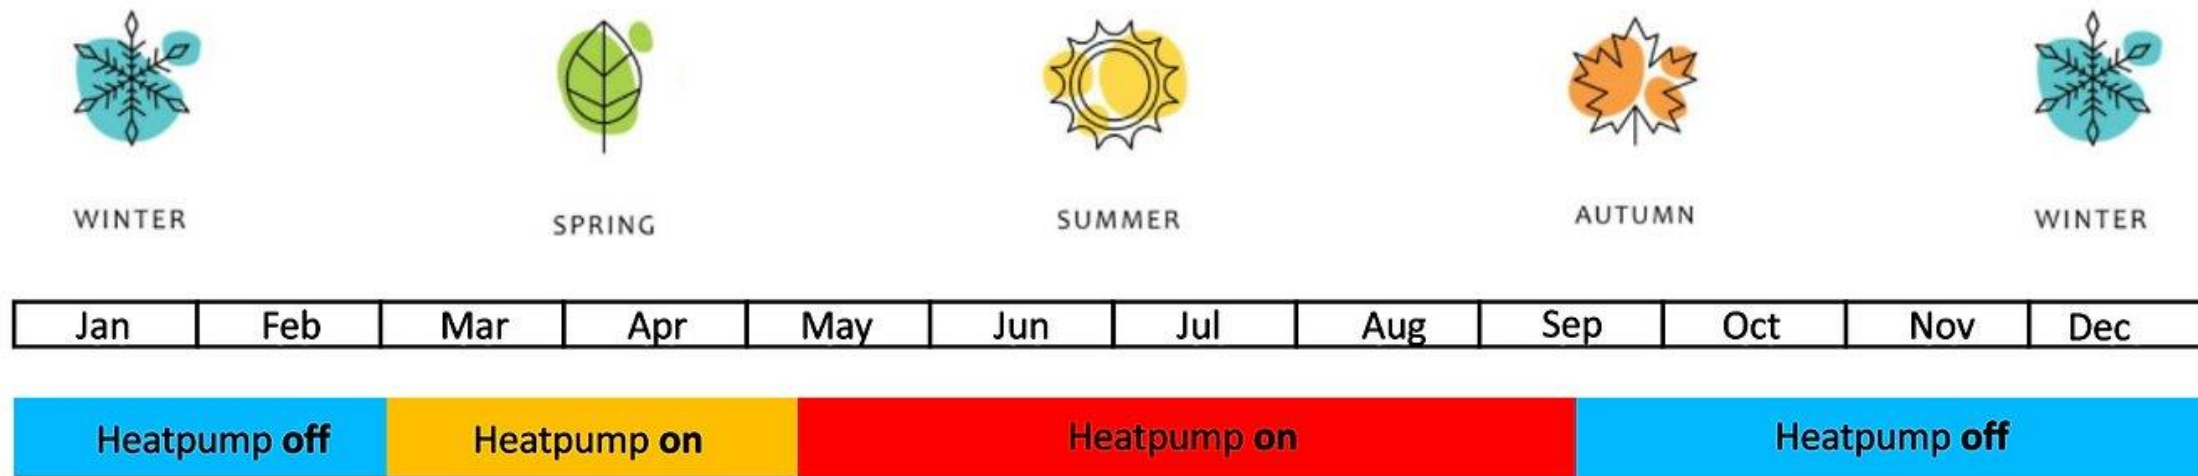 WINTER SPRING SUMMER AUTUMN WINTER
Jan Feb Mar Apr May Jun Jul Aug Sep Oct Nov Dec
Heatpump off Heatpump on Heatpump on Heatpump off